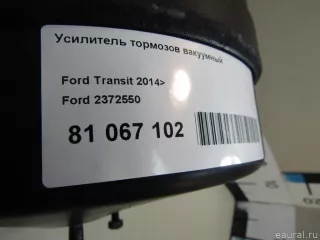 Усилитель тормозов вакуумный
Ford Transit 2014>
Ford 2372550
81 067 102
eaural.ru